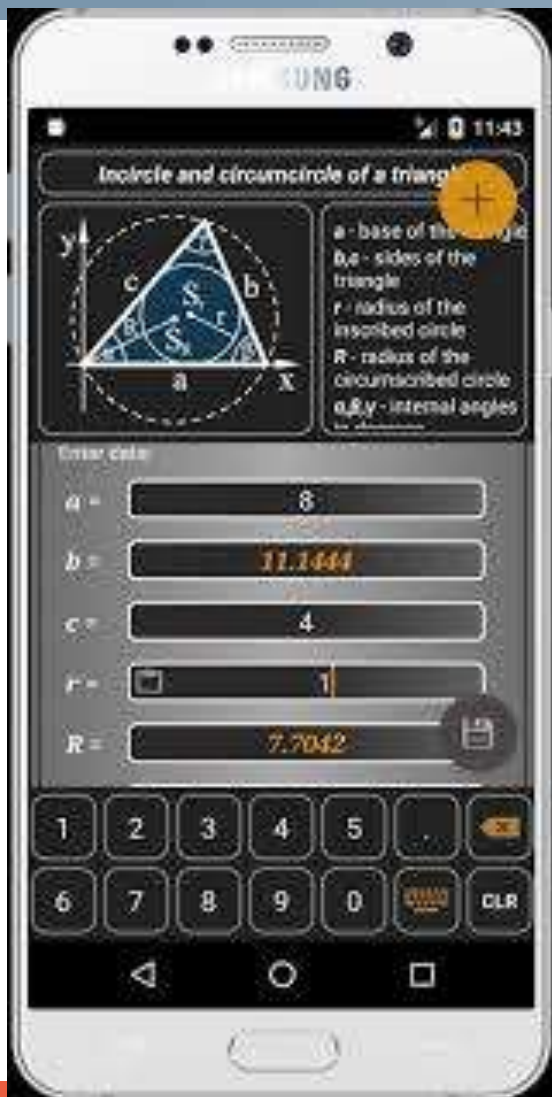 11:43
Incircle and circumcircle of a
y
c
b
r
a
x
a - base of the
b,c - sides of the
triangle
r - radius of the
inscribed circle
R - radius of the
circumscribed circle
- internal angles
Enter data:
a =
8
b =
11.1444
c =
4
r =
1
R =
7.7042
1 2 3 4 5 .
6 7 8 9 0 CLR